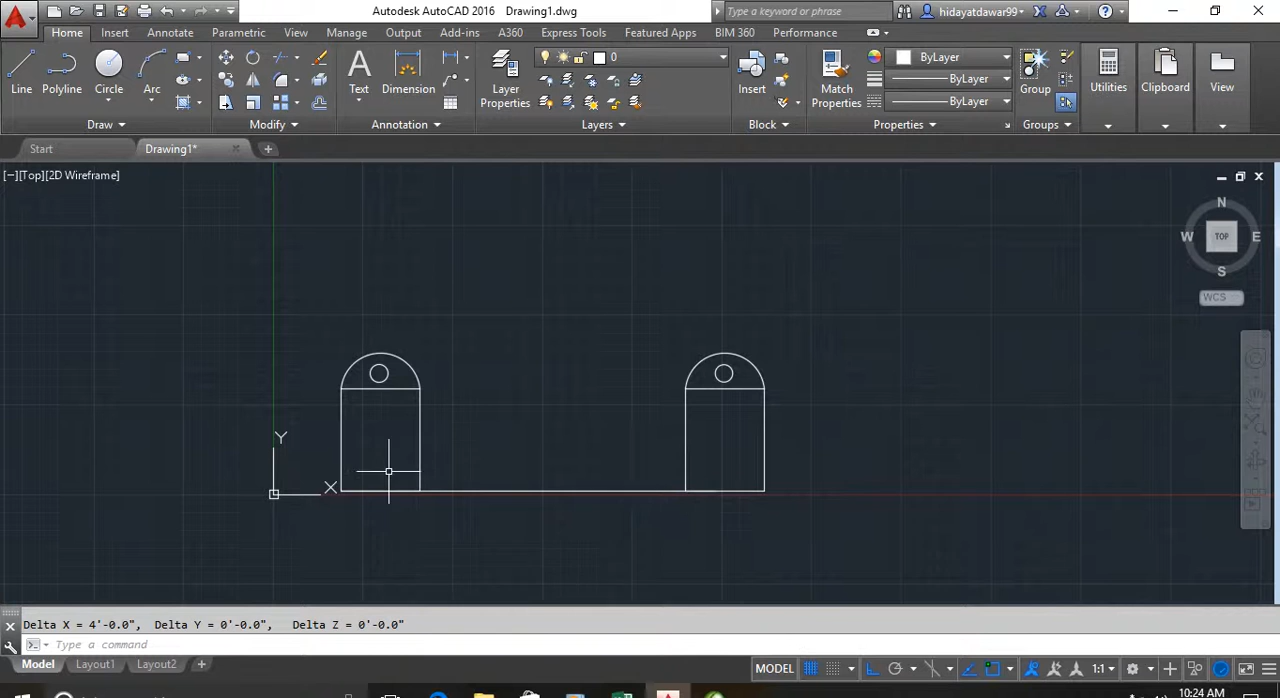 Autodesk AutoCAD 2016 Drawing1.dwg
Type a keyword or phrase
hidayatdawar99
Home Insert Annotate Parametric View Manage Output Add-ins A360 Express Tools Featured Apps BIM 360 Performance
Line Polyline Circle Arc
Draw
Modify
Text Dimension
Annotation
Layer Properties
0
Layers
Insert
Block
Match Properties
ByLayer
ByLayer
ByLayer
Properties
Group
Groups
Utilities
Clipboard
View
Start Drawing1*
[−][Top][2D Wireframe]
N
W TOP E
S
WCS
Y
X
Delta X = 4'-0.0", Delta Y = 0'-0.0", Delta Z = 0'-0.0"
Type a command
Model Layout1 Layout2 +
MODEL
1:1
10:24 AM